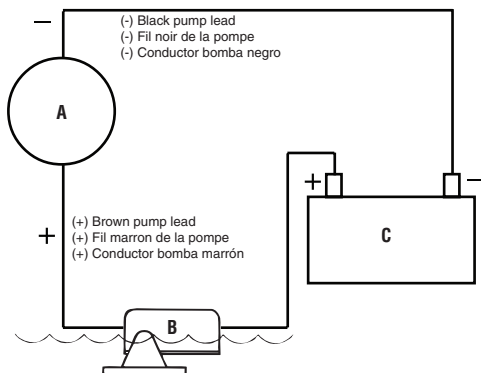 −
(-) Black pump lead
(-) Fil noir de la pompe
(-) Conductor bomba negro
A
+
−
C
+
(+) Brown pump lead
(+) Fil marron de la pompe
(+) Conductor bomba marrón
B